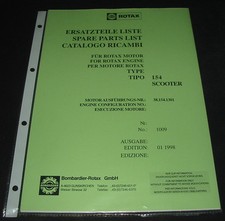 ROTAX
ERSATZTEILE LISTE
SPARE PARTS LIST
CATALOGO RICAMBI
FÜR ROTAX MOTOR
FOR ROTAX ENGINE
PER MOTORE ROTAX
TYPE
TIPO 154
SCOOTER
MOTORAUSFÜHRUNGS-NR.:
ENGINE CONFIGURATION NO.:
ESECUZIONE MOTORE:
Nr.
No.:
AUSGABE:
EDITION: 01 1998
EDIZIONE:
Bombardier-Rotax GmbH